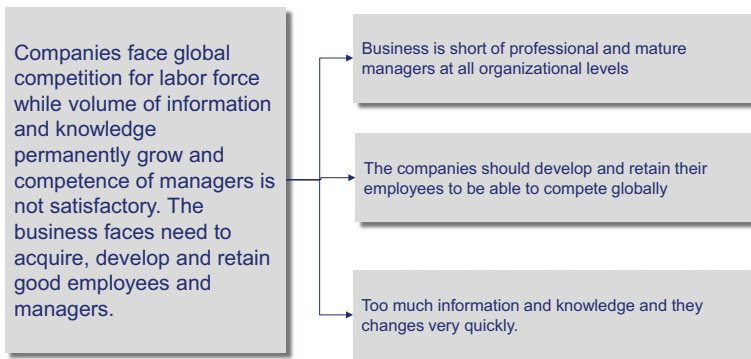 Companies face global
competition for labor force
while volume of information
and knowledge
permanently grow and
competence of managers is
not satisfactory. The
business faces need to
acquire, develop and retain
good employees and
managers.
Business is short of professional and mature
managers at all organizational levels
The companies should develop and retain their
employees to be able to compete globally
Too much information and knowledge and they
changes very quickly.